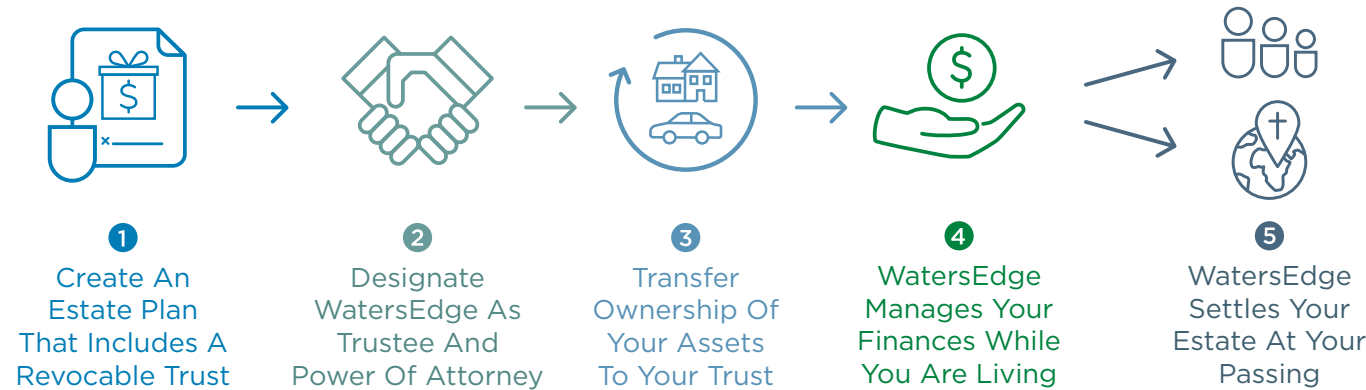 $
×
$
1
Create An
Estate Plan
That Includes A
Revocable Trust
2
Designate
WatersEdge As
Trustee And
Power Of Attorney
3
Transfer
Ownership Of
Your Assets
To Your Trust
4
WatersEdge
Manages Your
Finances While
You Are Living
5
WatersEdge
Settles Your
Estate At Your
Passing